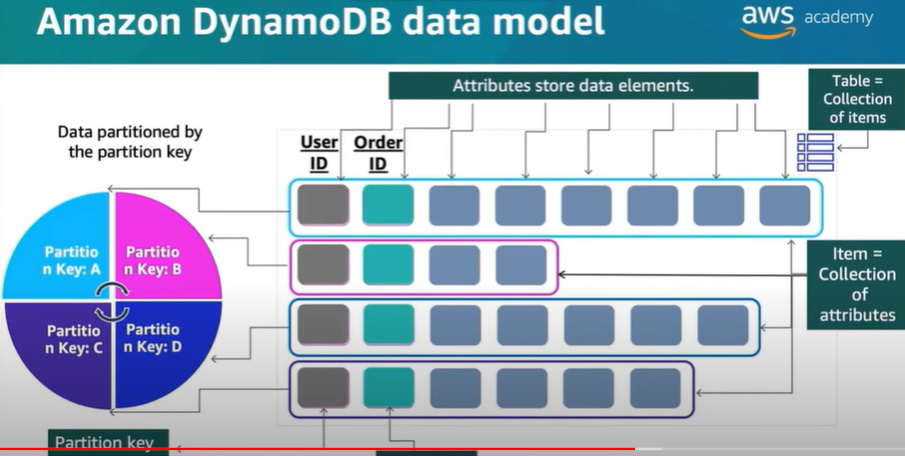 Amazon DynamoDB data model
aws academy
Attributes store data elements.
Table =
Collection
of items
Data partitioned by
the partition key
User
ID
Order
ID
Partitio
n Key: A
Partitio
n Key: B
Partitio
n Key: C
Partitio
n Key: D
Item =
Collection
of
attributes
Partition key